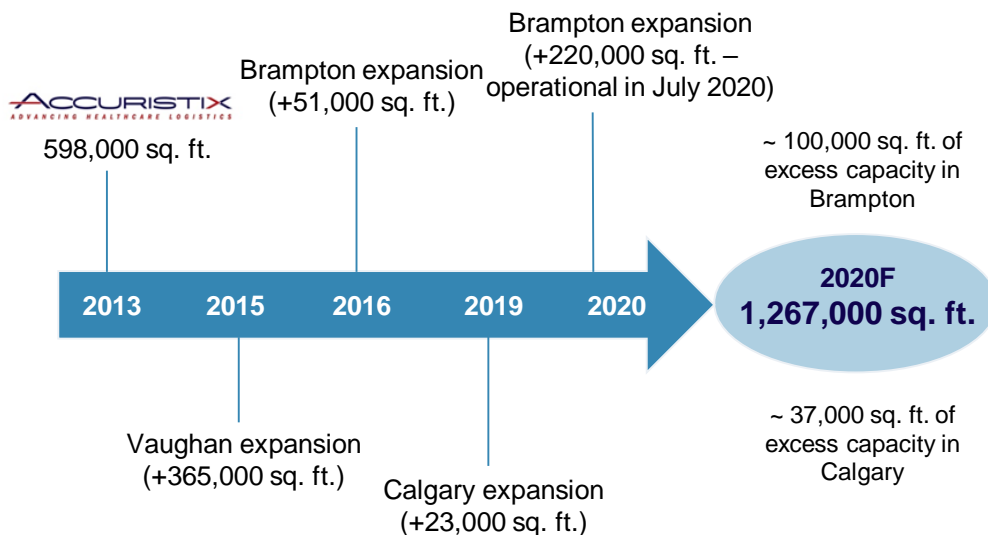 ACCURISTIX
ADVANCING HEALTHCARE LOGISTICS
598,000 sq. ft.
Brampton expansion
(+51,000 sq. ft.)
Brampton expansion
(+220,000 sq. ft. –
operational in July 2020)
~ 100,000 sq. ft. of
excess capacity in
Brampton
2013 2015 2016 2019 2020
2020F
1,267,000 sq. ft.
Vaughan expansion
(+365,000 sq. ft.)
Calgary expansion
(+23,000 sq. ft.)
~ 37,000 sq. ft. of
excess capacity in
Calgary